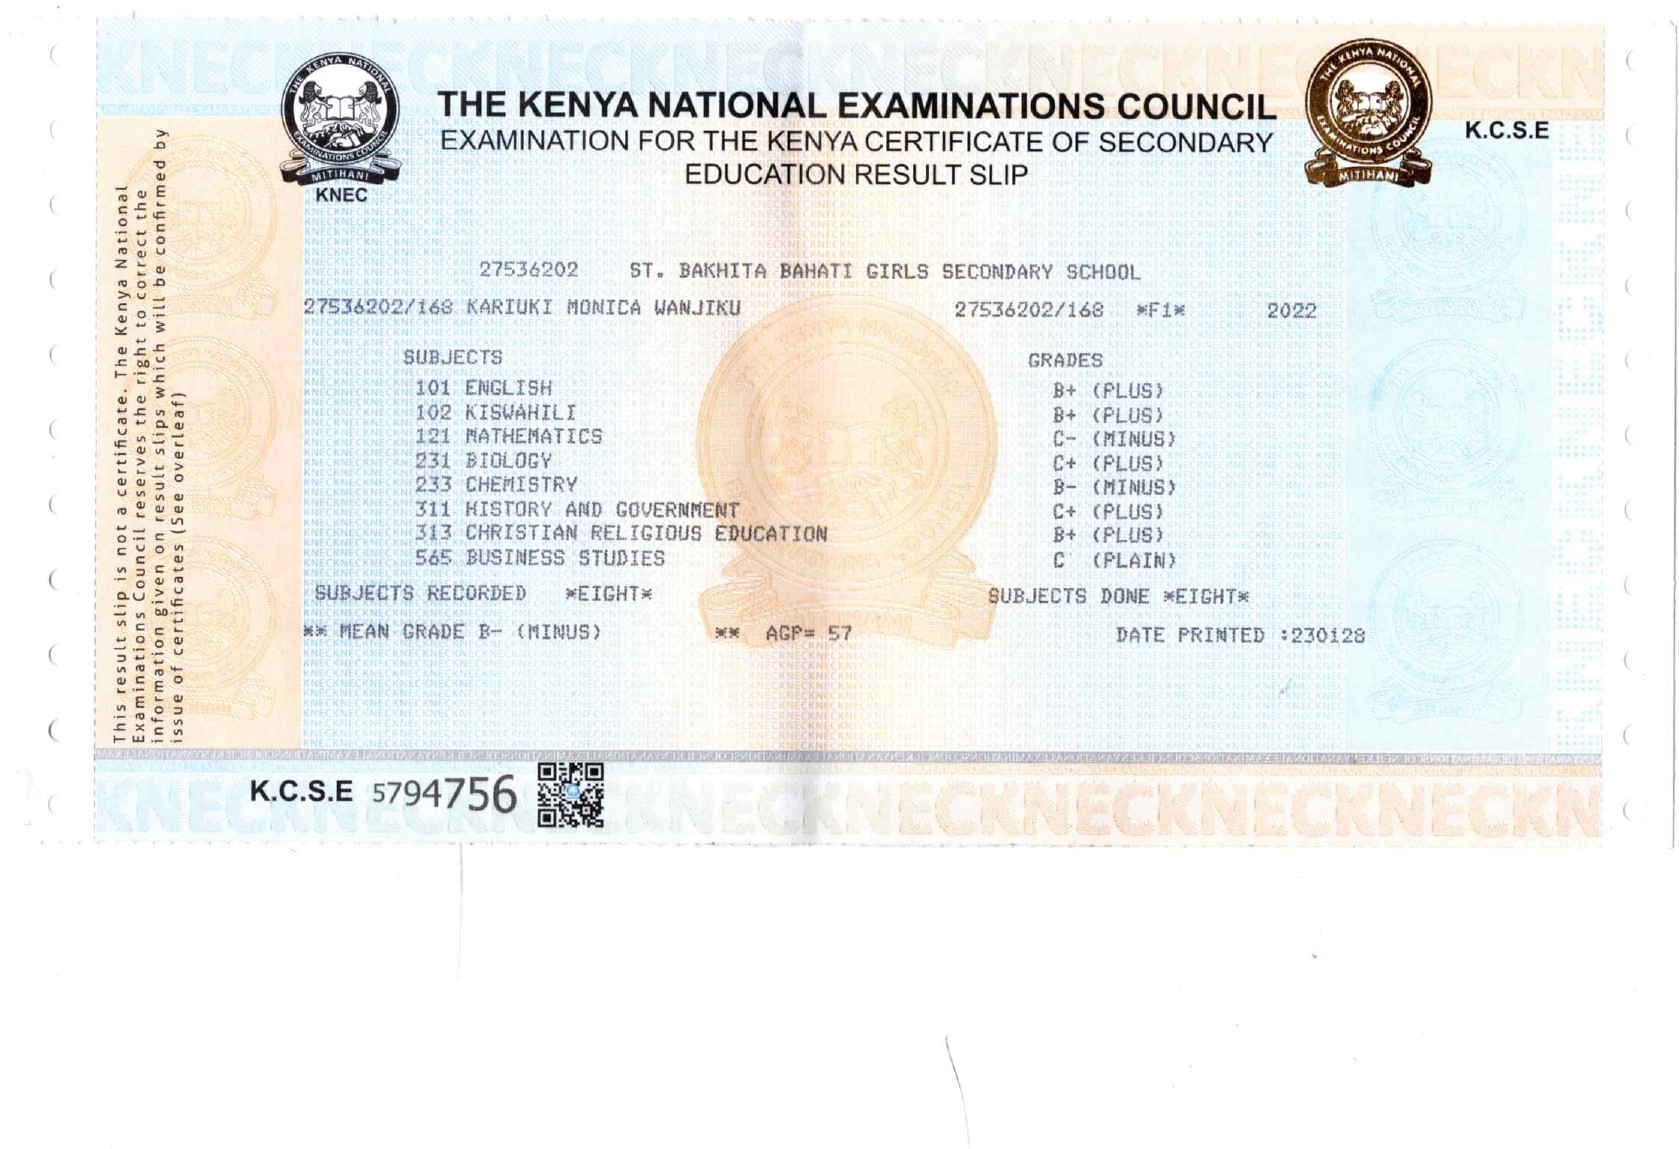 THE KENYA NATIONAL EXAMINATIONS COUNCIL
EXAMINATION FOR THE KENYA CERTIFICATE OF SECONDARY
EDUCATION RESULT SLIP
THE KENYA NATIONAL EXAMINATIONS COUNCIL
MITIHANI
KNEC
THE KENYA NATIONAL EXAMINATIONS COUNCIL
MITIHANI
K.C.S.E
This result slip is not a certificate. The Kenya National
Examinations Council reserves the right to correct the
information given on result slips which will be confirmed by
issue of certificates (See overleaf)
27536202 ST. BAKHITA BAHATI GIRLS SECONDARY SCHOOL
27536202/168 KARIUKI MONICA WANJIKU 27536202/168 *F1* 2022
SUBJECTS GRADES
101 ENGLISH B+ (PLUS)
102 KISWAHILI B+ (PLUS)
121 MATHEMATICS C- (MINUS)
231 BIOLOGY C+ (PLUS)
233 CHEMISTRY B- (MINUS)
311 HISTORY AND GOVERNMENT C+ (PLUS)
313 CHRISTIAN RELIGIOUS EDUCATION B+ (PLUS)
565 BUSINESS STUDIES C (PLAIN)
SUBJECTS RECORDED *EIGHT* SUBJECTS DONE *EIGHT*
** MEAN GRADE B- (MINUS) ** AGP= 57 DATE PRINTED :230128
K.C.S.E 5794756